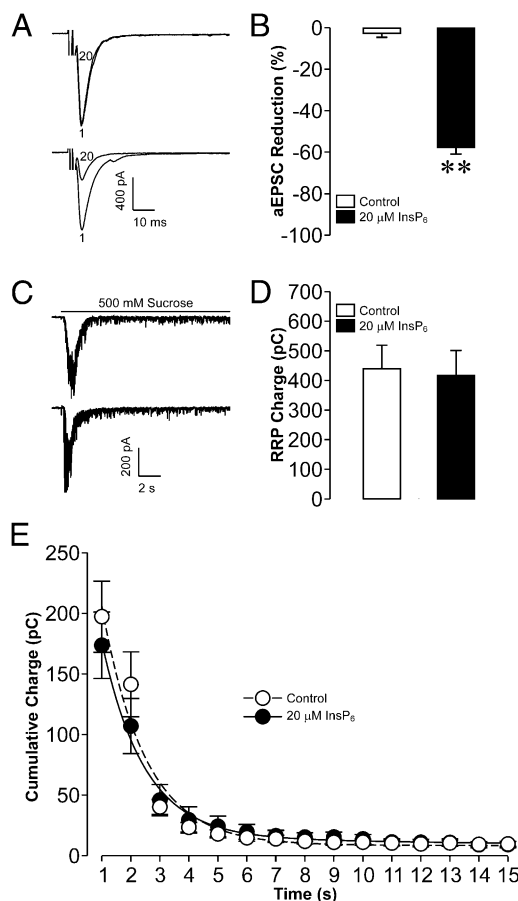 A
20
1
20
1
400 pA
10 ms
B
aEPSC Reduction (%)
0
-20
-40
-60
-80
-100
**
Control
20 μM InsP6
C
500 mM Sucrose
200 pA
2 s
D
RRP Charge (pC)
700
600
500
400
300
200
100
0
Control
20 μM InsP6
E
Cumulative Charge (pC)
250
200
150
100
50
0
Control
20 μM InsP6
1 2 3 4 5 6 7 8 9 10 11 12 13 14 15
Time (s)